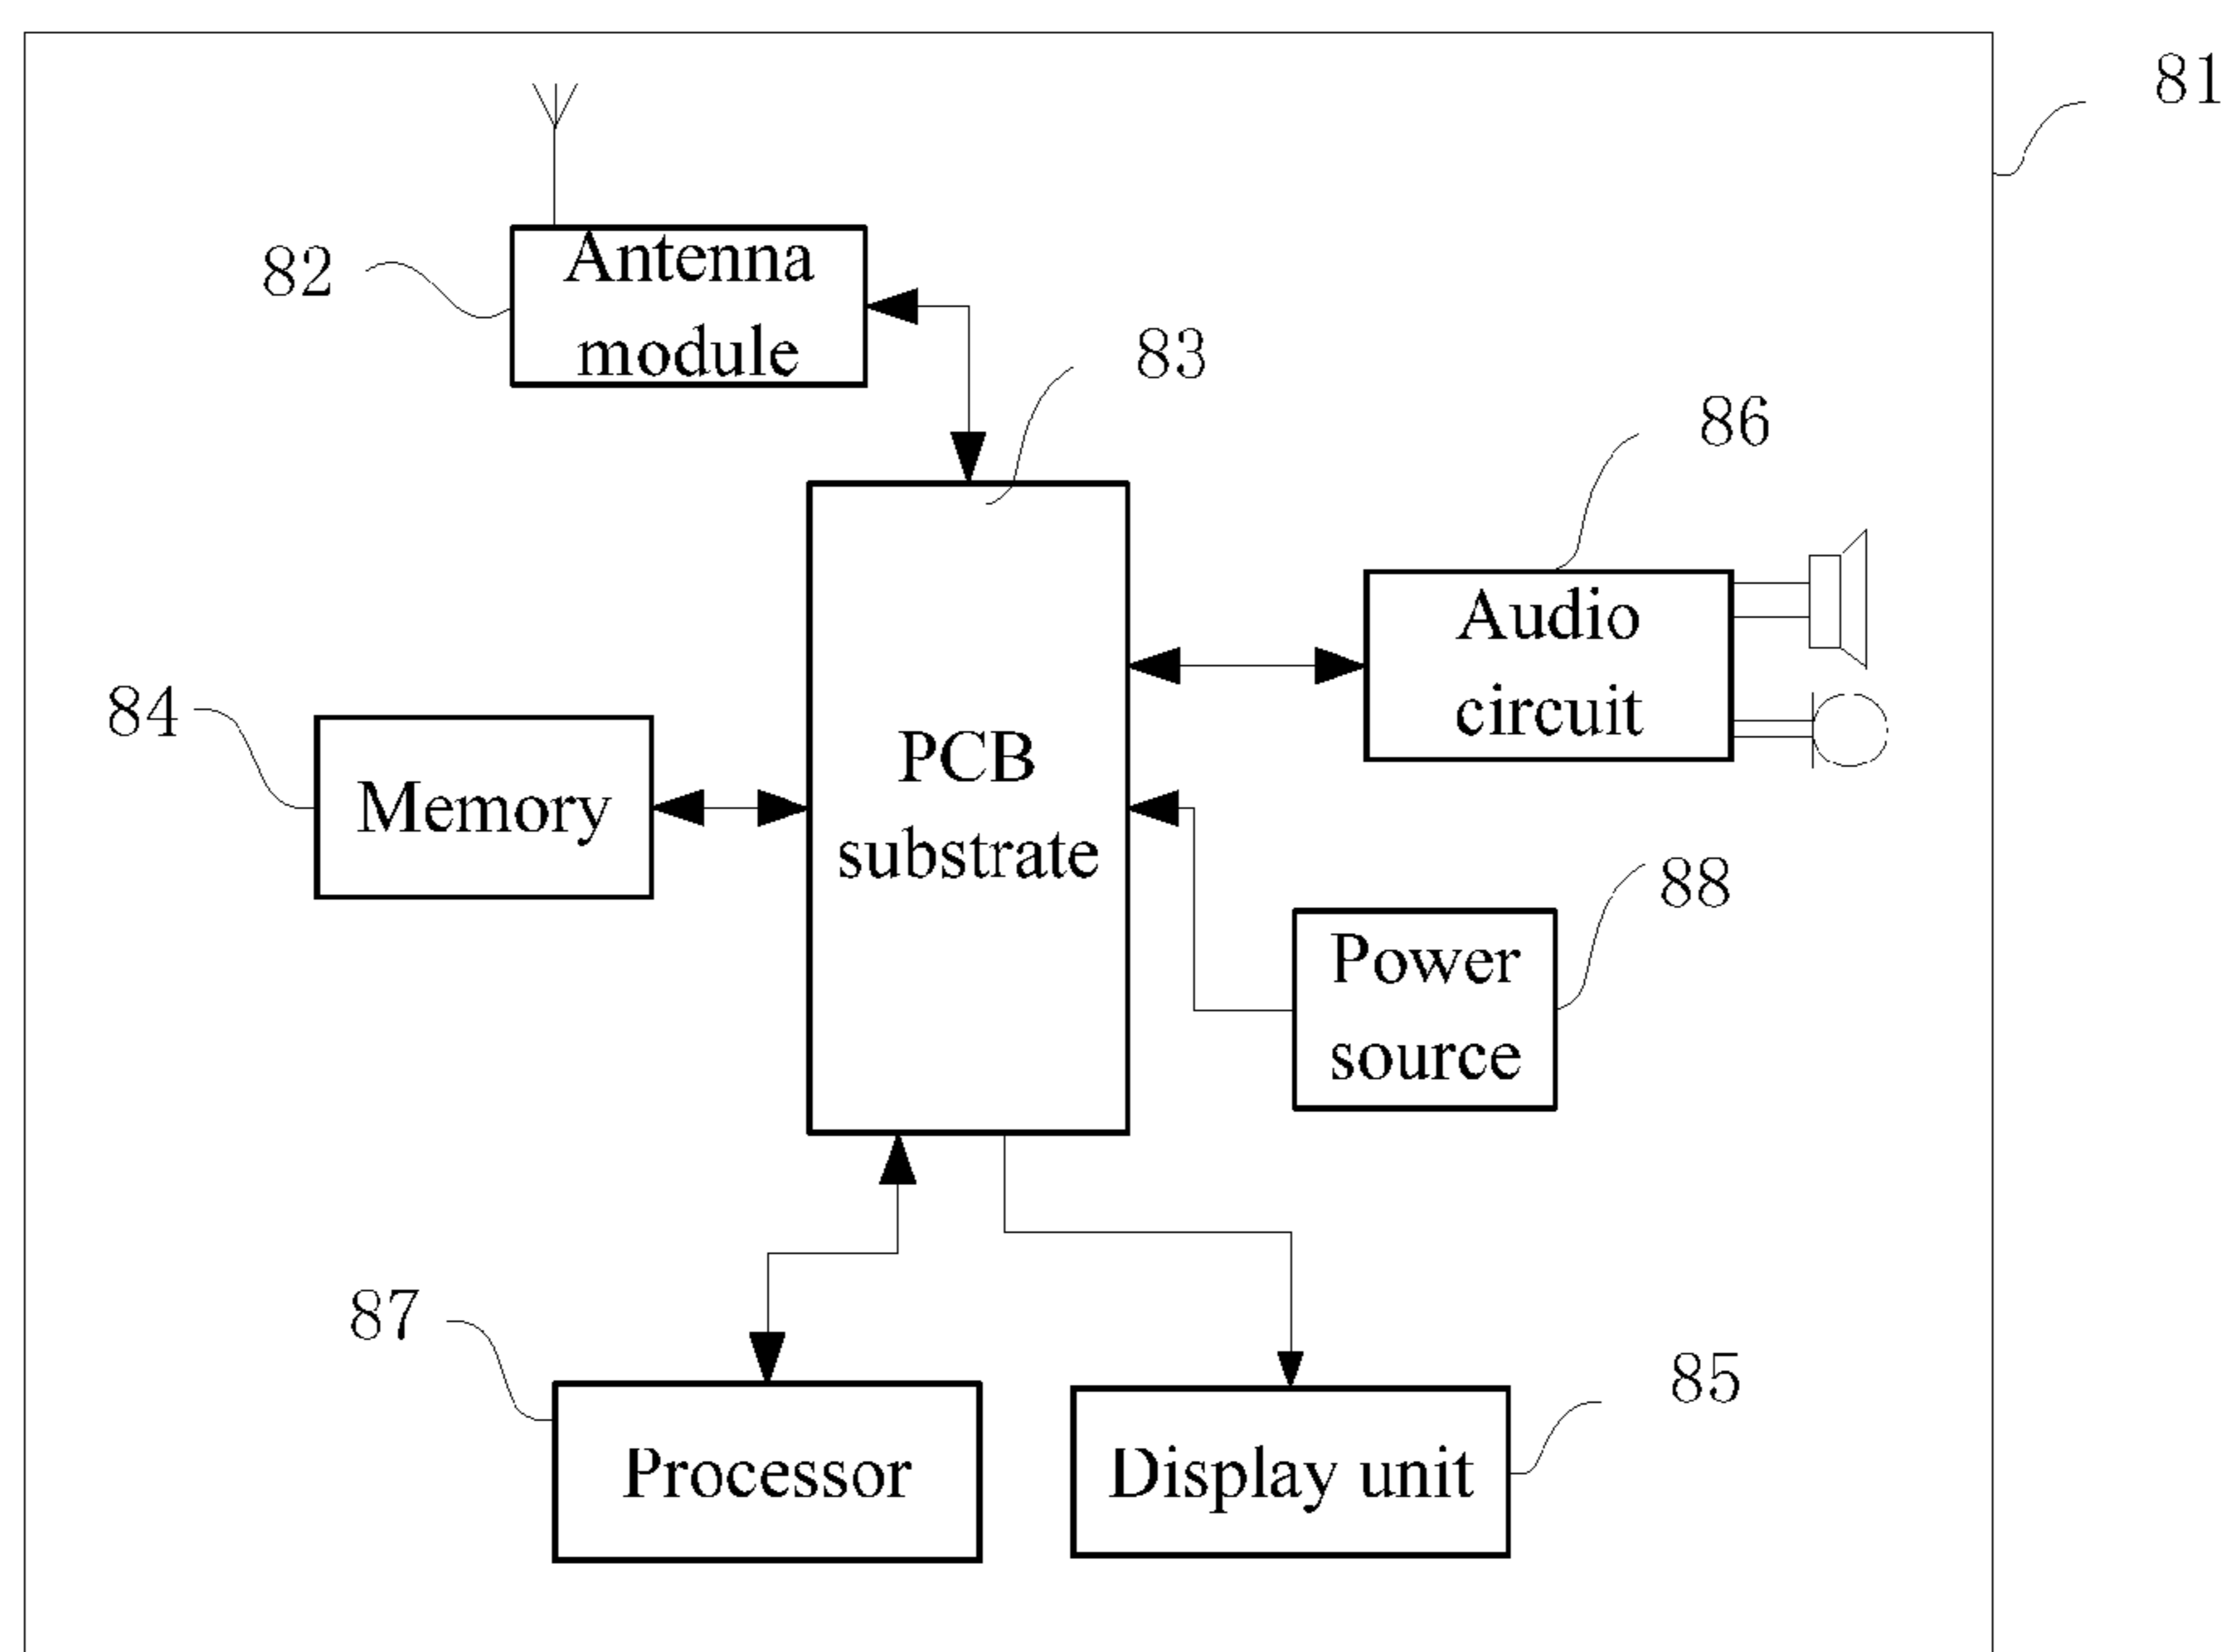 81
82
Antenna
module
83
86
Audio
circuit
84
Memory
PCB
substrate
88
Power
source
87
Processor
85
Display unit